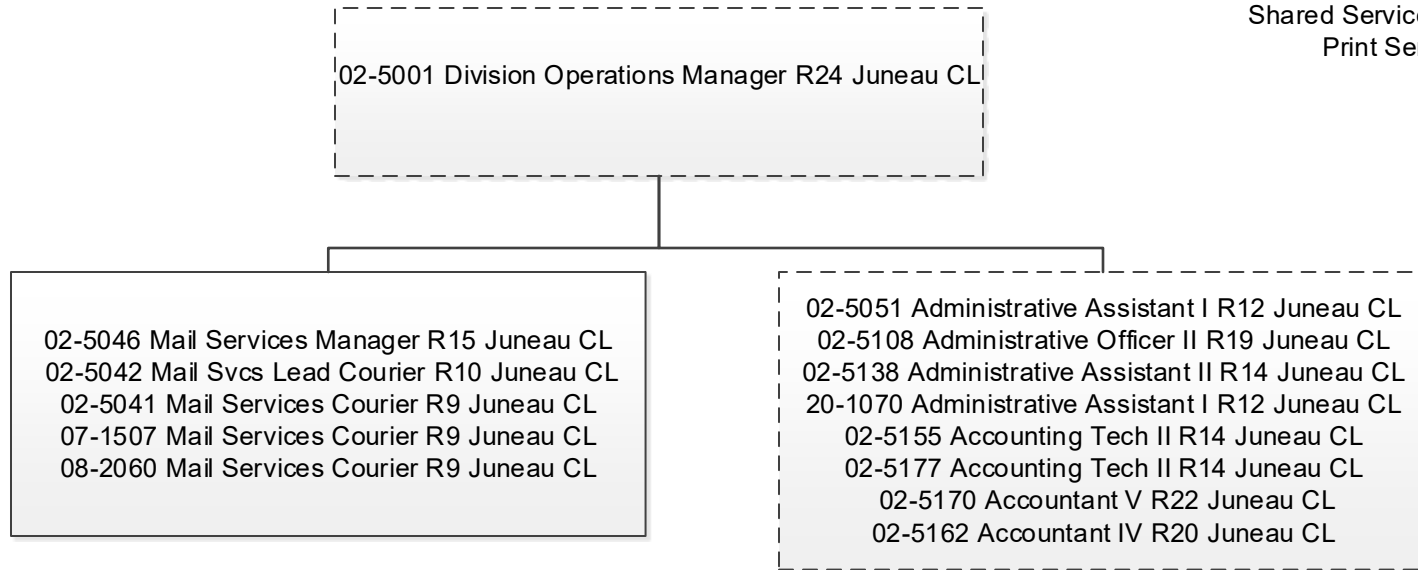 Shared Servic
Print Se
02-5001 Division Operations Manager R24 Juneau CL
02-5046 Mail Services Manager R15 Juneau CL
02-5042 Mail Svcs Lead Courier R10 Juneau CL
02-5041 Mail Services Courier R9 Juneau CL
07-1507 Mail Services Courier R9 Juneau CL
08-2060 Mail Services Courier R9 Juneau CL
02-5051 Administrative Assistant I R12 Juneau CL
02-5108 Administrative Officer II R19 Juneau CL
02-5138 Administrative Assistant II R14 Juneau CL
20-1070 Administrative Assistant I R12 Juneau CL
02-5155 Accounting Tech II R14 Juneau CL
02-5177 Accounting Tech II R14 Juneau CL
02-5170 Accountant V R22 Juneau CL
02-5162 Accountant IV R20 Juneau CL